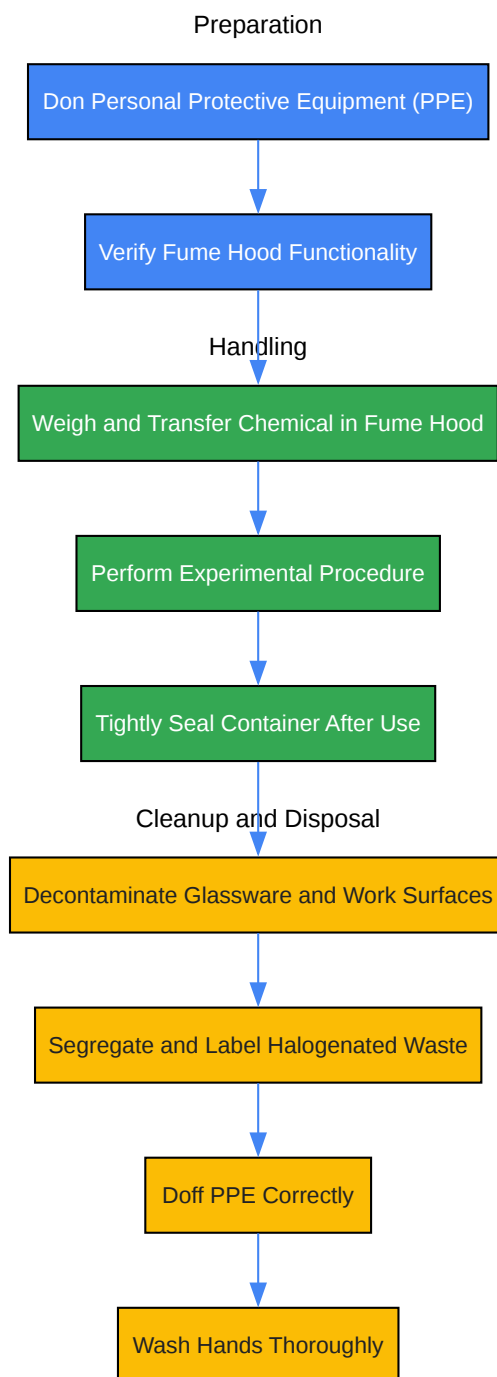 Preparation
Don Personal Protective Equipment (PPE)
Verify Fume Hood Functionality
Handling
Weigh and Transfer Chemical in Fume Hood
Perform Experimental Procedure
Tightly Seal Container After Use
Cleanup and Disposal
Decontaminate Glassware and Work Surfaces
Segregate and Label Halogenated Waste
Doff PPE Correctly
Wash Hands Thoroughly